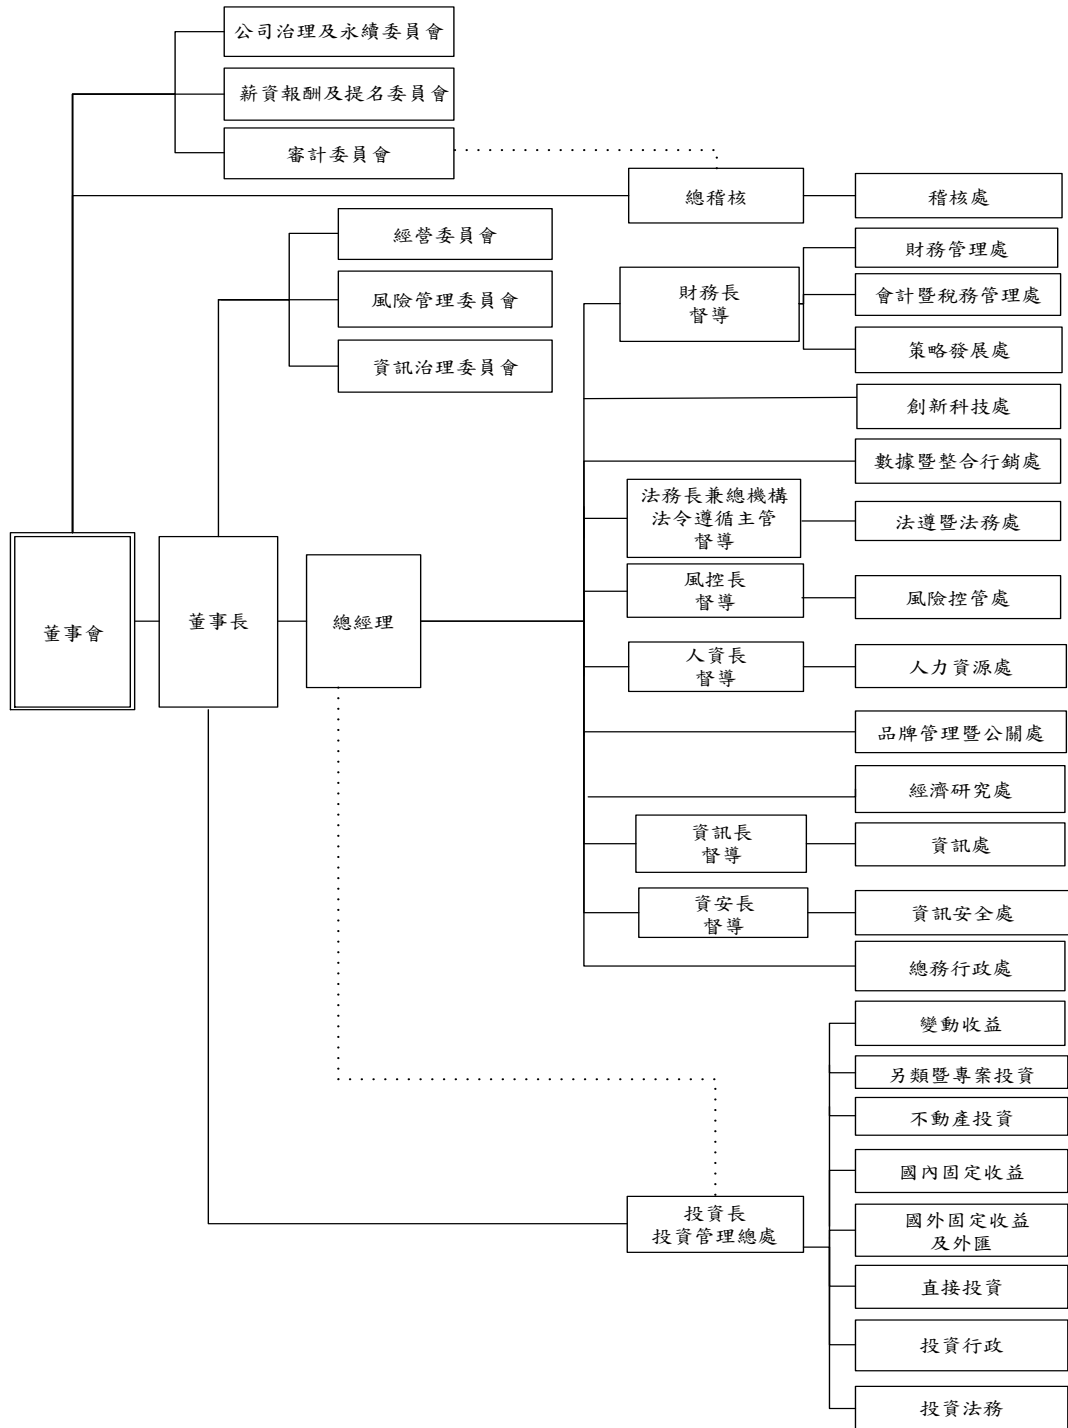 公司治理及永續委員會
薪資報酬及提名委員會
審計委員會
總稽核
稽核處
經營委員會
風險管理委員會
資訊治理委員會
財務長
督導
財務管理處
會計暨稅務管理處
策略發展處
創新科技處
數據暨整合行銷處
法務長兼總機構
法令遵循主管
督導
法遵暨法務處
風控長
督導
風險控管處
董事會
董事長
總經理
人資長
督導
人力資源處
品牌管理暨公關處
經濟研究處
資訊長
督導
資訊處
資安長
督導
資訊安全處
總務行政處
投資長
投資管理總處
變動收益
另類暨專案投資
不動產投資
國內固定收益
國外固定收益
及外匯
直接投資
投資行政
投資法務